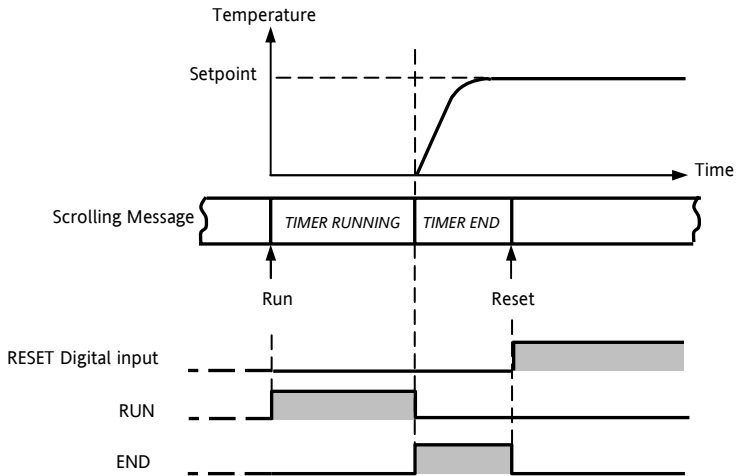 Temperature
Setpoint
Time
Scrolling Message
TIMER RUNNING
TIMER END
Run
Reset
RESET Digital input
RUN
END